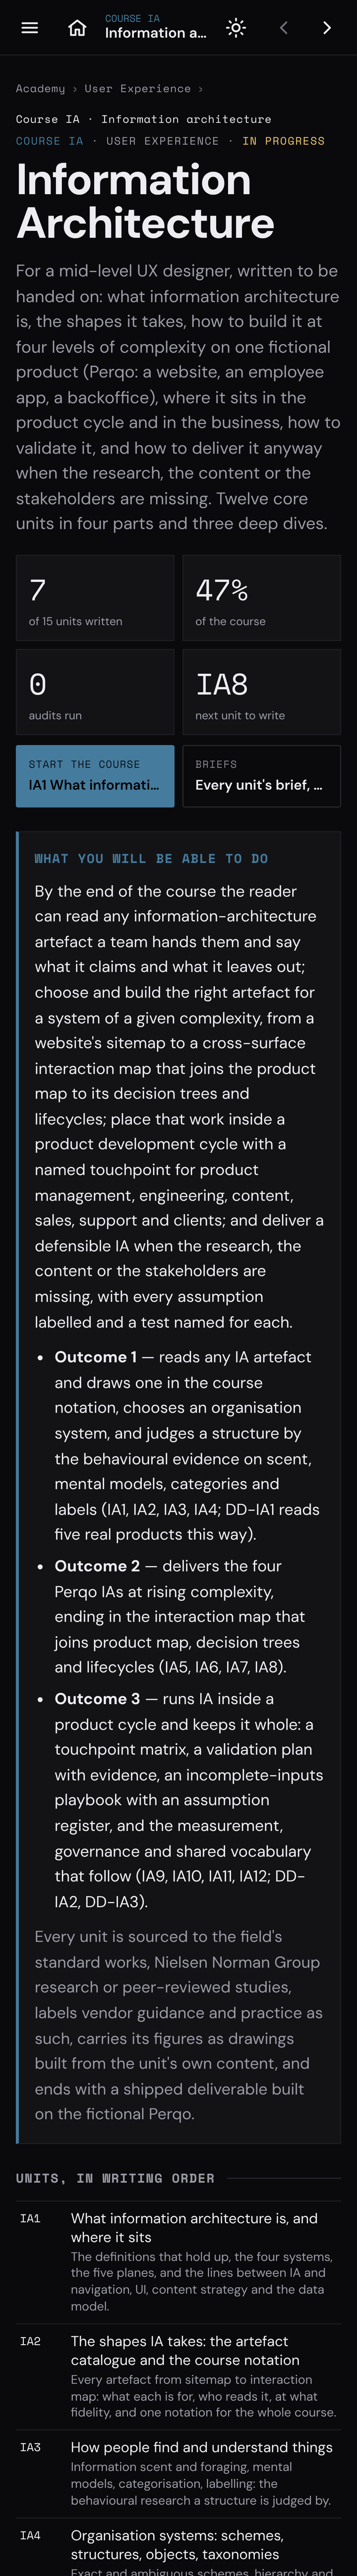 COURSE IA
Information a...
Academy > User Experience >
Course IA · Information architecture
COURSE IA · USER EXPERIENCE · IN PROGRESS
Information
Architecture
For a mid-level UX designer, written to be
handed on: what information architecture
is, the shapes it takes, how to build it at
four levels of complexity on one fictional
product (Perqo: a website, an employee
app, a backoffice), where it sits in the
product cycle and in the business, how to
validate it, and how to deliver it anyway
when the research, the content or the
stakeholders are missing. Twelve core
units in four parts and three deep dives.
7
of 15 units written
47%
of the course
0
audits run
IA8
next unit to write
START THE COURSE
IA1 What informati...
BRIEFS
Every unit's brief, ...
WHAT YOU WILL BE ABLE TO DO
By the end of the course the reader
can read any information-architecture
artefact a team hands them and say
what it claims and what it leaves out;
choose and build the right artefact for
a system of a given complexity, from a
website's sitemap to a cross-surface
interaction map that joins the product
map to its decision trees and
lifecycles; place that work inside a
product development cycle with a
named touchpoint for product
management, engineering, content,
sales, support and clients; and deliver a
defensible IA when the research, the
content or the stakeholders are
missing, with every assumption
labelled and a test named for each.
• Outcome 1 — reads any IA artefact
and draws one in the course
notation, chooses an organisation
system, and judges a structure by
the behavioural evidence on scent,
mental models, categories and
labels (IA1, IA2, IA3, IA4; DD-IA1 reads
five real products this way).
• Outcome 2 — delivers the four
Perqo IAs at rising complexity,
ending in the interaction map that
joins product map, decision trees
and lifecycles (IA5, IA6, IA7, IA8).
• Outcome 3 — runs IA inside a
product cycle and keeps it whole: a
touchpoint matrix, a validation plan
with evidence, an incomplete-inputs
playbook with an assumption
register, and the measurement,
governance and shared vocabulary
that follow (IA9, IA10, IA11, IA12; DD-
IA2, DD-IA3).
Every unit is sourced to the field's
standard works, Nielsen Norman Group
research or peer-reviewed studies,
labels vendor guidance and practice as
such, carries its figures as drawings
built from the unit's own content, and
ends with a shipped deliverable built
on the fictional Perqo.
UNITS, IN WRITING ORDER
IA1
What information architecture is, and
where it sits
The definitions that hold up, the four systems,
the five planes, and the lines between IA and
navigation, UI, content strategy and the data
model.
IA2
The shapes IA takes: the artefact
catalogue and the course notation
Every artefact from sitemap to interaction
map: what each is for, who reads it, at what
fidelity, and one notation for the whole course.
IA3
How people find and understand things
Information scent and foraging, mental
models, categorisation, labelling: the
behavioural research a structure is judged by.
IA4
Organisation systems: schemes,
structures, objects, taxonomies
Exact and ambiguous schemes, hierarchy and